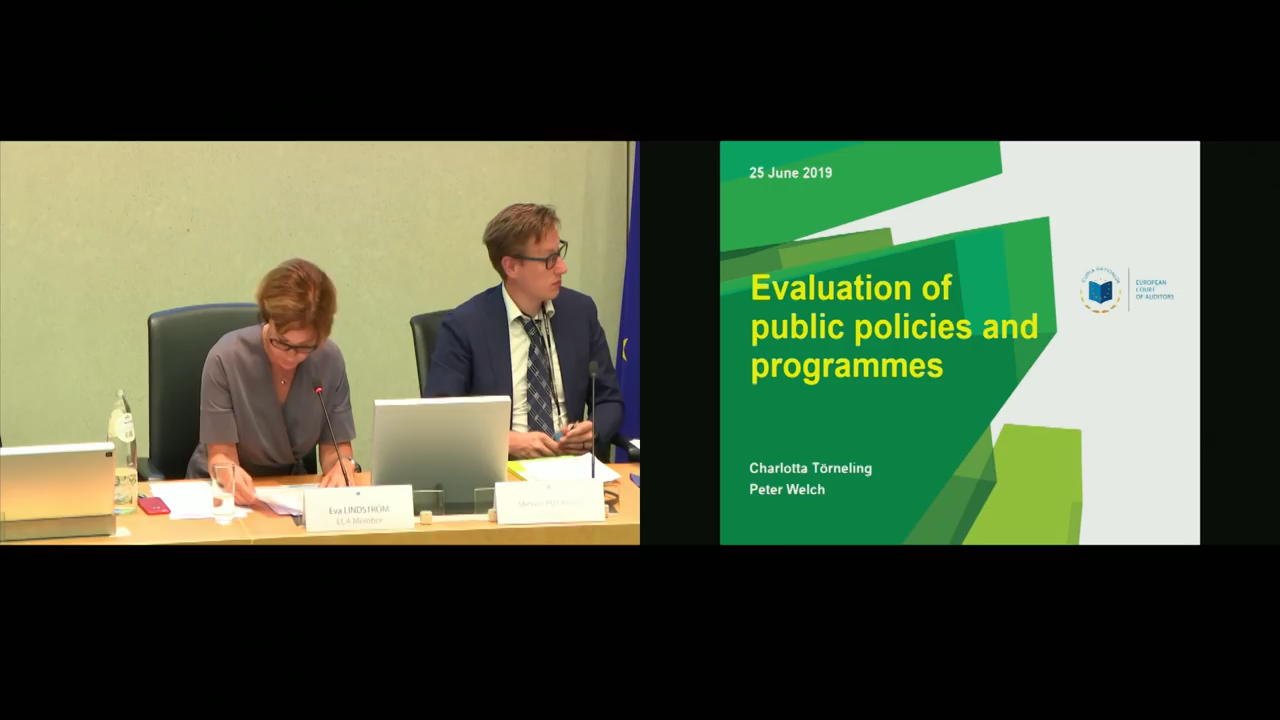 Eva LINDSTRÖM
ECA Member
25 June 2019
Evaluation of
public policies and
programmes
EUROPEAN
COURT
OF AUDITORS
Charlotta Törneling
Peter Welch